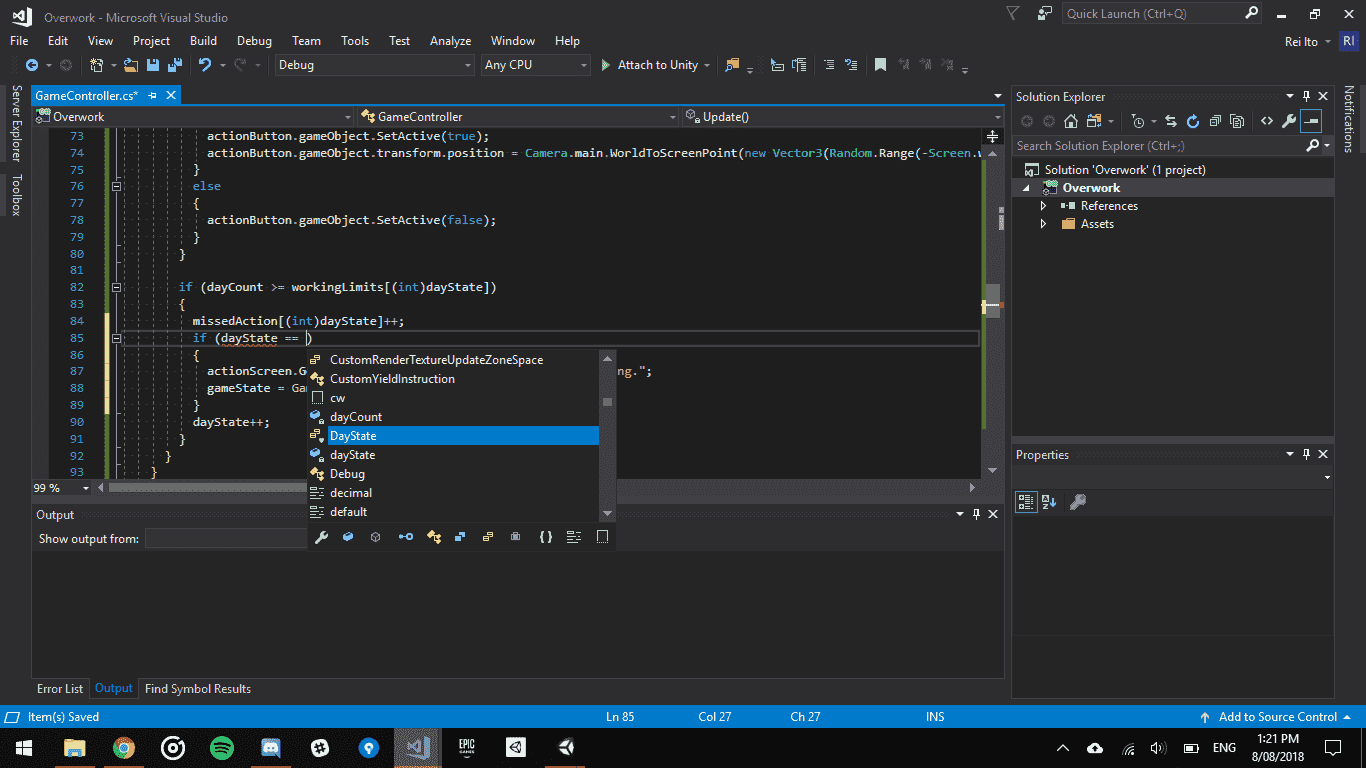 Overwork - Microsoft Visual Studio
Quick Launch (Ctrl+Q)
File Edit View Project Build Debug Team Tools Test Analyze Window Help
Rei Ito RI
Debug Any CPU Attach to Unity
Server Explorer
Toolbox
GameController.cs*
Overwork GameController Update()
73 actionButton.gameObject.SetActive(true);
74 actionButton.gameObject.transform.position = Camera.main.WorldToScreenPoint(new Vector3(Random.Range(-Screen.
75 }
76 else
77 {
78 actionButton.gameObject.SetActive(false);
79 }
80 }
81
82 if (dayCount >= workingLimits[(int)dayState])
83 {
84 missedAction[(int)dayState]++;
85 if (dayState == )
86 {
87 actionScreen.G ng.";
88 gameState = Ga
89 }
90 dayState++;
91 }
92 }
93 }
CustomRenderTextureUpdateZoneSpace
CustomYieldInstruction
cw
dayCount
DayState
dayState
Debug
decimal
default
99 %
Output
Show output from:
Error List Output Find Symbol Results
Solution Explorer
Search Solution Explorer (Ctrl+;)
Solution 'Overwork' (1 project)
Overwork
References
Assets
Properties
Notifications
Item(s) Saved Ln 85 Col 27 Ch 27 INS Add to Source Control
EPIC
GAMES
ENG
1:21 PM
8/08/2018